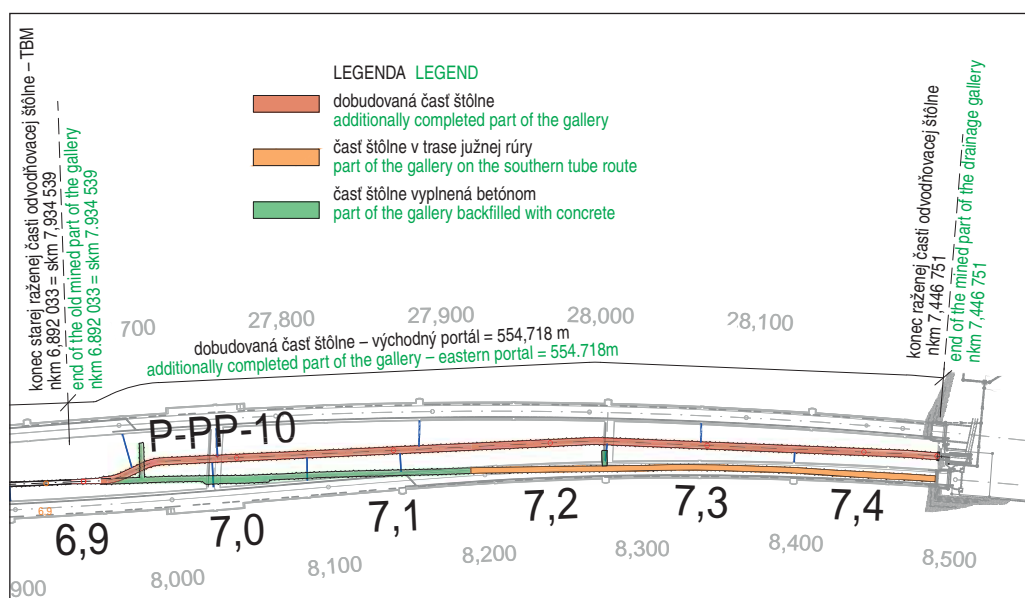 LEGENDA LEGEND
dobudovaná časť štôlne
additionally completed part of the gallery
časť štôlne v trase južnej rúry
part of the gallery on the southern tube route
časť štôlne vyplnená betónom
part of the gallery backfilled with concrete
konec starej raženej časti odvodňovacej štôlne – TBM
nkm 6,892 033 = skm 7,934 539
end of the old mined part of the gallery
nkm 6.892 033 = skm 7.934 539
konec raženej časti odvodňovacej štôlne
nkm 7,446 751
end of the mined part of the drainage gallery
nkm 7,446 751
700 27,800 27,900 28,000 28,100
dobudovaná časť štôlne – východný portál = 554,718 m
additionally completed part of the gallery – eastern portal = 554.718m
P-PP-10
6,9
6,9 7,0 7,1 7,2 7,3 7,4
900 8,000 8,100 8,200 8,300 8,400 8,500